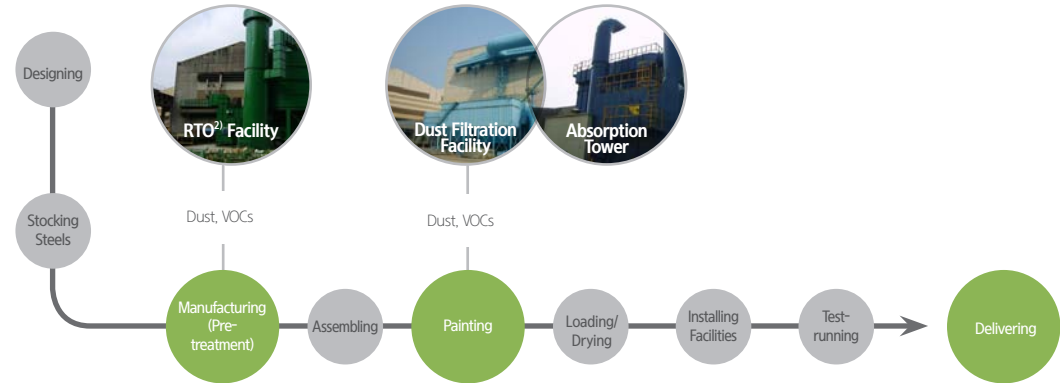 Designing
RTO2) Facility
Dust Filtration
Facility
Absorption
Tower
Dust, VOCs
Dust, VOCs
Stocking
Steels
Manufacturing
(Pre-
treatment)
Assembling
Painting
Loading/
Drying
Installing
Facilities
Test-
running
Delivering